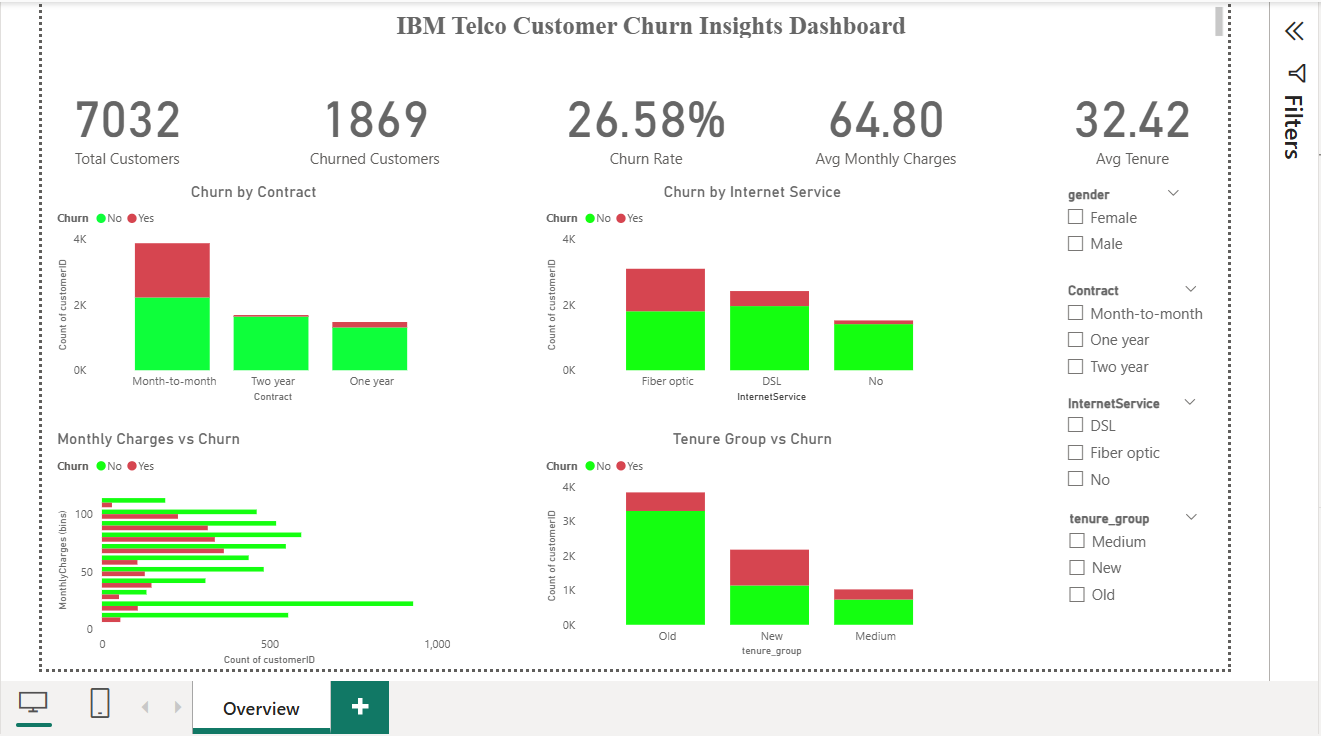 IBM Telco Customer Churn Insights Dashboard
7032
Total Customers
1869
Churned Customers
26.58%
Churn Rate
64.80
Avg Monthly Charges
32.42
Avg Tenure
Churn by Contract
Churn No Yes
Count of customerID
4K
2K
0K
Month-to-month Two year One year
Contract
Churn by Internet Service
Churn No Yes
Count of customerID
4K
2K
0K
Fiber optic DSL No
InternetService
Monthly Charges vs Churn
Churn No Yes
MonthlyCharges (bins)
100
50
0
0 500 1,000
Count of customerID
Tenure Group vs Churn
Churn No Yes
Count of customerID
4K
3K
2K
1K
0K
Old New Medium
tenure_group
gender
Female
Male
Contract
Month-to-month
One year
Two year
InternetService
DSL
Fiber optic
No
tenure_group
Medium
New
Old
Filters
Overview